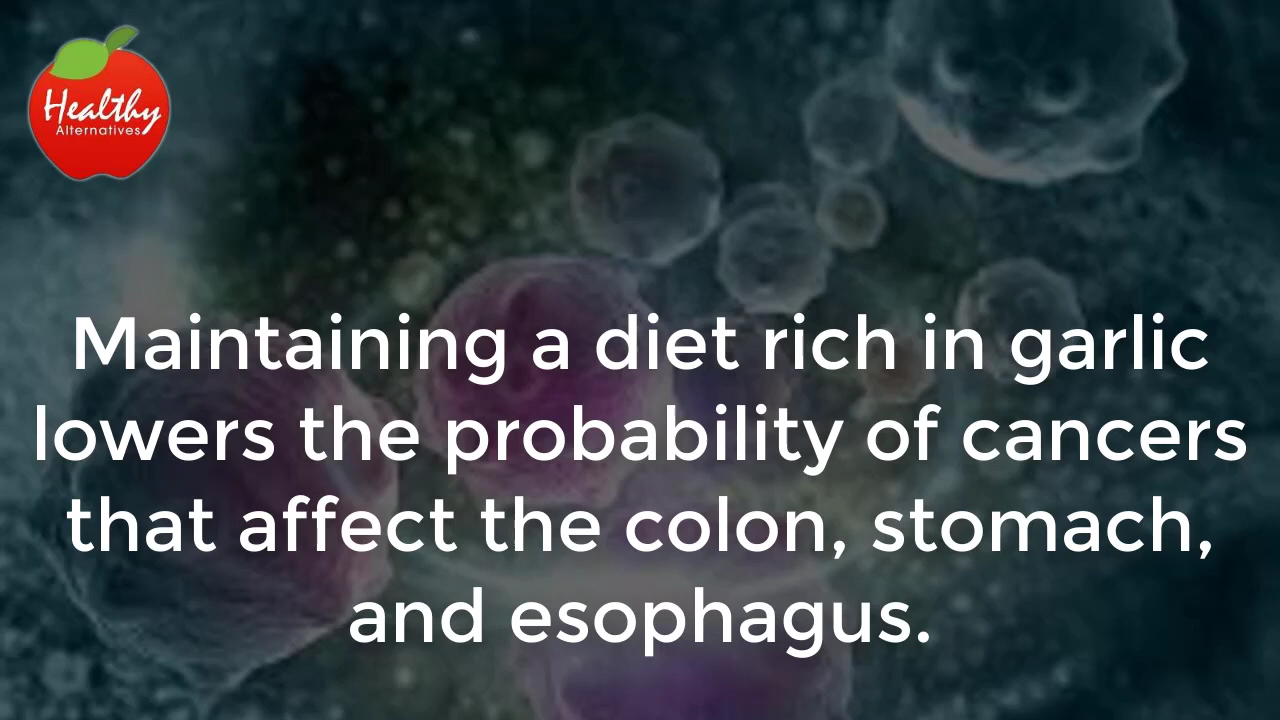 Healthy
Alternatives
Maintaining a diet rich in garlic
lowers the probability of cancers
that affect the colon, stomach,
and esophagus.